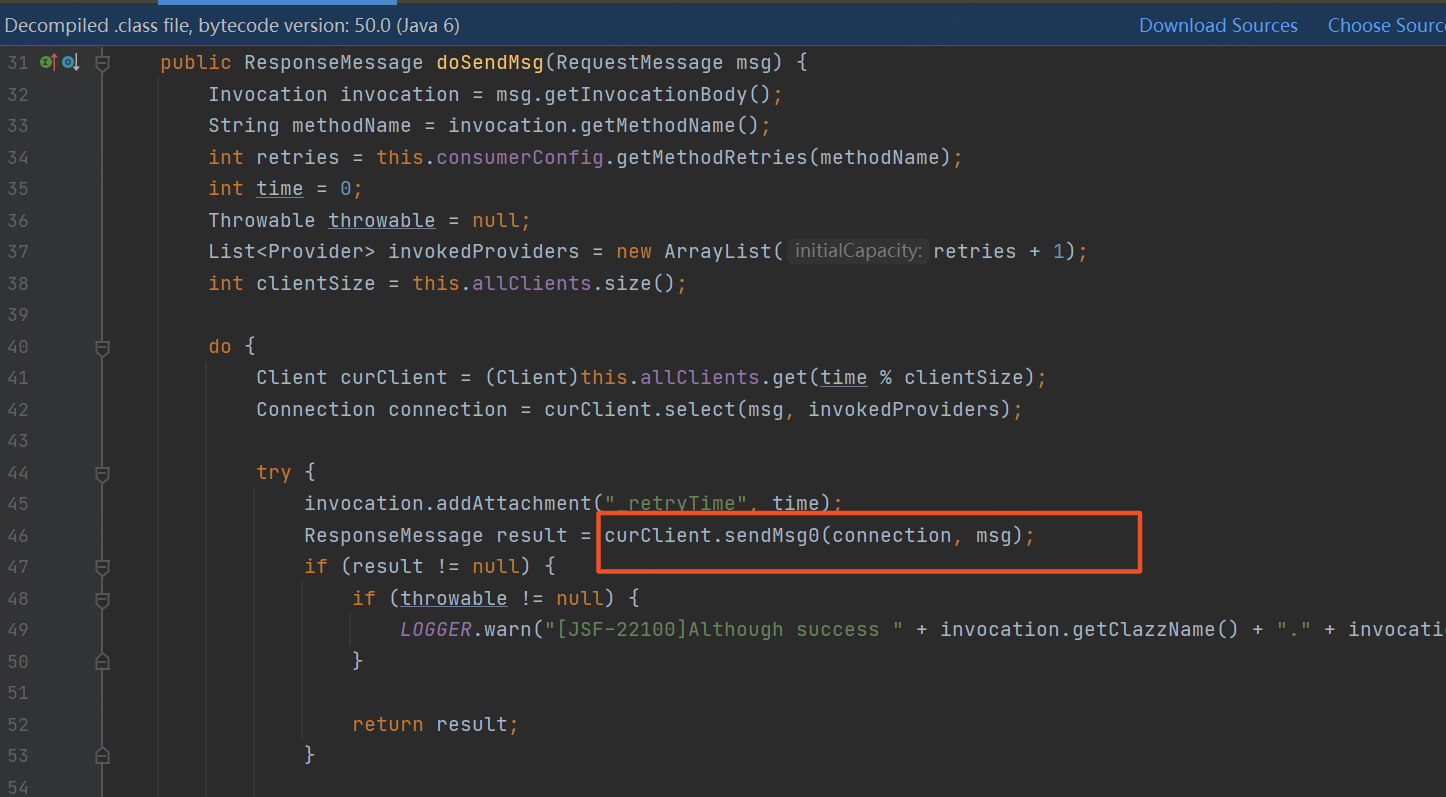 Decompiled .class file, bytecode version: 50.0 (Java 6) Download Sources Choose Sourc
31 public ResponseMessage doSendMsg(RequestMessage msg) {
32 Invocation invocation = msg.getInvocationBody();
33 String methodName = invocation.getMethodName();
34 int retries = this.consumerConfig.getMethodRetries(methodName);
35 int time = 0;
36 Throwable throwable = null;
37 List<Provider> invokedProviders = new ArrayList( initialCapacity: retries + 1);
38 int clientSize = this.allClients.size();
39
40 do {
41 Client curClient = (Client)this.allClients.get(time % clientSize);
42 Connection connection = curClient.select(msg, invokedProviders);
43
44 try {
45 invocation.addAttachment("_retryTime", time);
46 ResponseMessage result = curClient.sendMsg0(connection, msg);
47 if (result != null) {
48 if (throwable != null) {
49 LOGGER.warn("[JSF-22100]Although success " + invocation.getClazzName() + "." + invocati
50 }
51
52 return result;
53 }
54